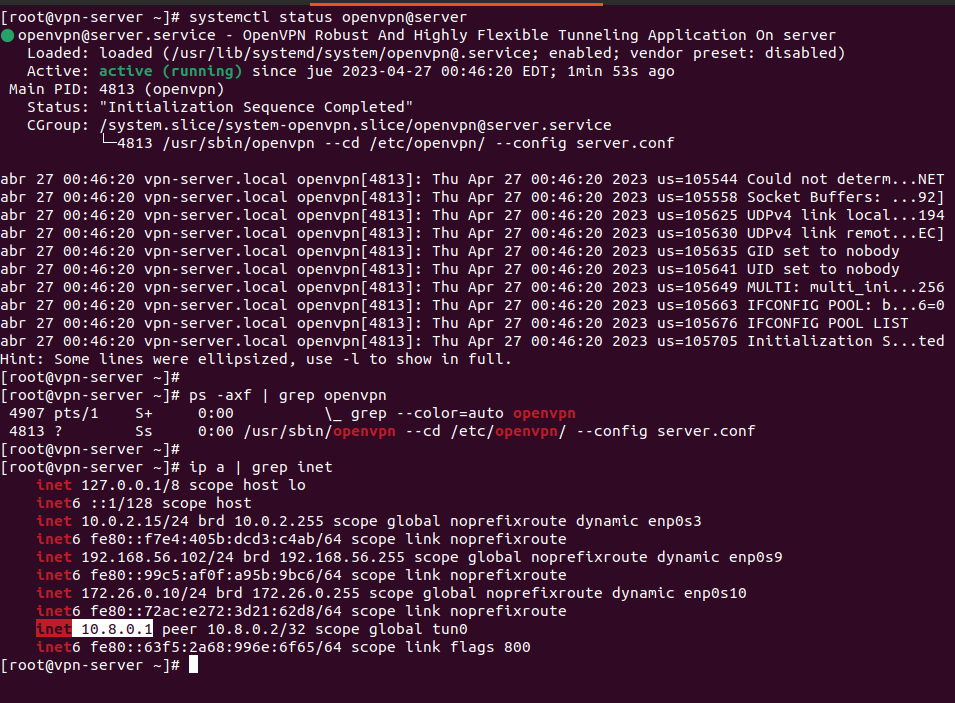 [root@vpn-server ~]# systemctl status openvpn@server
● openvpn@server.service - OpenVPN Robust And Highly Flexible Tunneling Application On server
   Loaded: loaded (/usr/lib/systemd/system/openvpn@.service; enabled; vendor preset: disabled)
   Active: active (running) since jue 2023-04-27 00:46:20 EDT; 1min 53s ago
 Main PID: 4813 (openvpn)
   Status: "Initialization Sequence Completed"
   CGroup: /system.slice/system-openvpn.slice/openvpn@server.service
           └─4813 /usr/sbin/openvpn --cd /etc/openvpn/ --config server.conf
abr 27 00:46:20 vpn-server.local openvpn[4813]: Thu Apr 27 00:46:20 2023 us=105544 Could not determ...NET
abr 27 00:46:20 vpn-server.local openvpn[4813]: Thu Apr 27 00:46:20 2023 us=105558 Socket Buffers: ...92]
abr 27 00:46:20 vpn-server.local openvpn[4813]: Thu Apr 27 00:46:20 2023 us=105625 UDPv4 link local...194
abr 27 00:46:20 vpn-server.local openvpn[4813]: Thu Apr 27 00:46:20 2023 us=105630 UDPv4 link remot...EC]
abr 27 00:46:20 vpn-server.local openvpn[4813]: Thu Apr 27 00:46:20 2023 us=105635 GID set to nobody
abr 27 00:46:20 vpn-server.local openvpn[4813]: Thu Apr 27 00:46:20 2023 us=105641 UID set to nobody
abr 27 00:46:20 vpn-server.local openvpn[4813]: Thu Apr 27 00:46:20 2023 us=105649 MULTI: multi_ini...256
abr 27 00:46:20 vpn-server.local openvpn[4813]: Thu Apr 27 00:46:20 2023 us=105663 IFCONFIG POOL: b...6=0
abr 27 00:46:20 vpn-server.local openvpn[4813]: Thu Apr 27 00:46:20 2023 us=105676 IFCONFIG POOL LIST
abr 27 00:46:20 vpn-server.local openvpn[4813]: Thu Apr 27 00:46:20 2023 us=105705 Initialization S...ted
Hint: Some lines were ellipsized, use -l to show in full.
[root@vpn-server ~]#
[root@vpn-server ~]# ps -axf | grep openvpn
 4907 pts/1    S+     0:00          \_ grep --color=auto openvpn
 4813 ?        Ss     0:00 /usr/sbin/openvpn --cd /etc/openvpn/ --config server.conf
[root@vpn-server ~]#
[root@vpn-server ~]# ip a | grep inet
    inet 127.0.0.1/8 scope host lo
    inet6 ::1/128 scope host
    inet 10.0.2.15/24 brd 10.0.2.255 scope global noprefixroute dynamic enp0s3
    inet6 fe80::f7e4:405b:dcd3:c4ab/64 scope link noprefixroute
    inet 192.168.56.102/24 brd 192.168.56.255 scope global noprefixroute dynamic enp0s9
    inet6 fe80::99c5:af0f:a95b:9bc6/64 scope link noprefixroute
    inet 172.26.0.10/24 brd 172.26.0.255 scope global noprefixroute dynamic enp0s10
    inet6 fe80::72ac:e272:3d21:62d8/64 scope link noprefixroute
    inet 10.8.0.1 peer 10.8.0.2/32 scope global tun0
    inet6 fe80::63f5:2a68:996e:6f65/64 scope link flags 800
[root@vpn-server ~]#